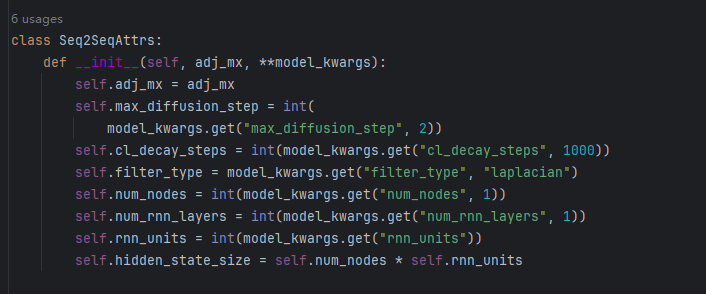 6 usages
class Seq2SeqAttrs:
    def __init__(self, adj_mx, **model_kwargs):
        self.adj_mx = adj_mx
        self.max_diffusion_step = int(
            model_kwargs.get("max_diffusion_step", 2))
        self.cl_decay_steps = int(model_kwargs.get("cl_decay_steps", 1000))
        self.filter_type = model_kwargs.get("filter_type", "laplacian")
        self.num_nodes = int(model_kwargs.get("num_nodes", 1))
        self.num_rnn_layers = int(model_kwargs.get("num_rnn_layers", 1))
        self.rnn_units = int(model_kwargs.get("rnn_units"))
        self.hidden_state_size = self.num_nodes * self.rnn_units